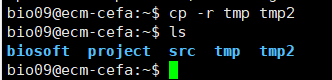 bio09@ecm-cefa:~$ cp -r tmp tmp2
bio09@ecm-cefa:~$ ls
biosoft project src tmp tmp2
bio09@ecm-cefa:~$